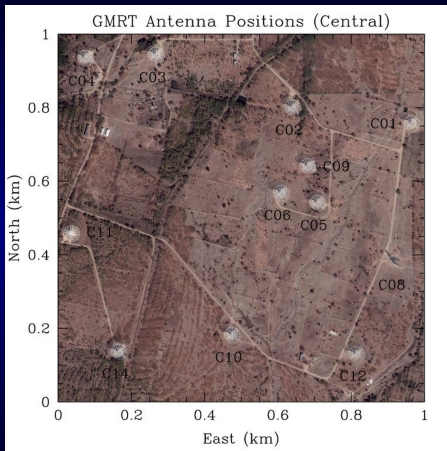 GMRT Antenna Positions (Central)
1
C04
C03
0.8
C02
C01
C09
0.6
C06
C05
C11
North (km)
0.4
C08
0.2
C10
C14
C12
0
0
0.2
0.4
0.6
0.8
1
East (km)